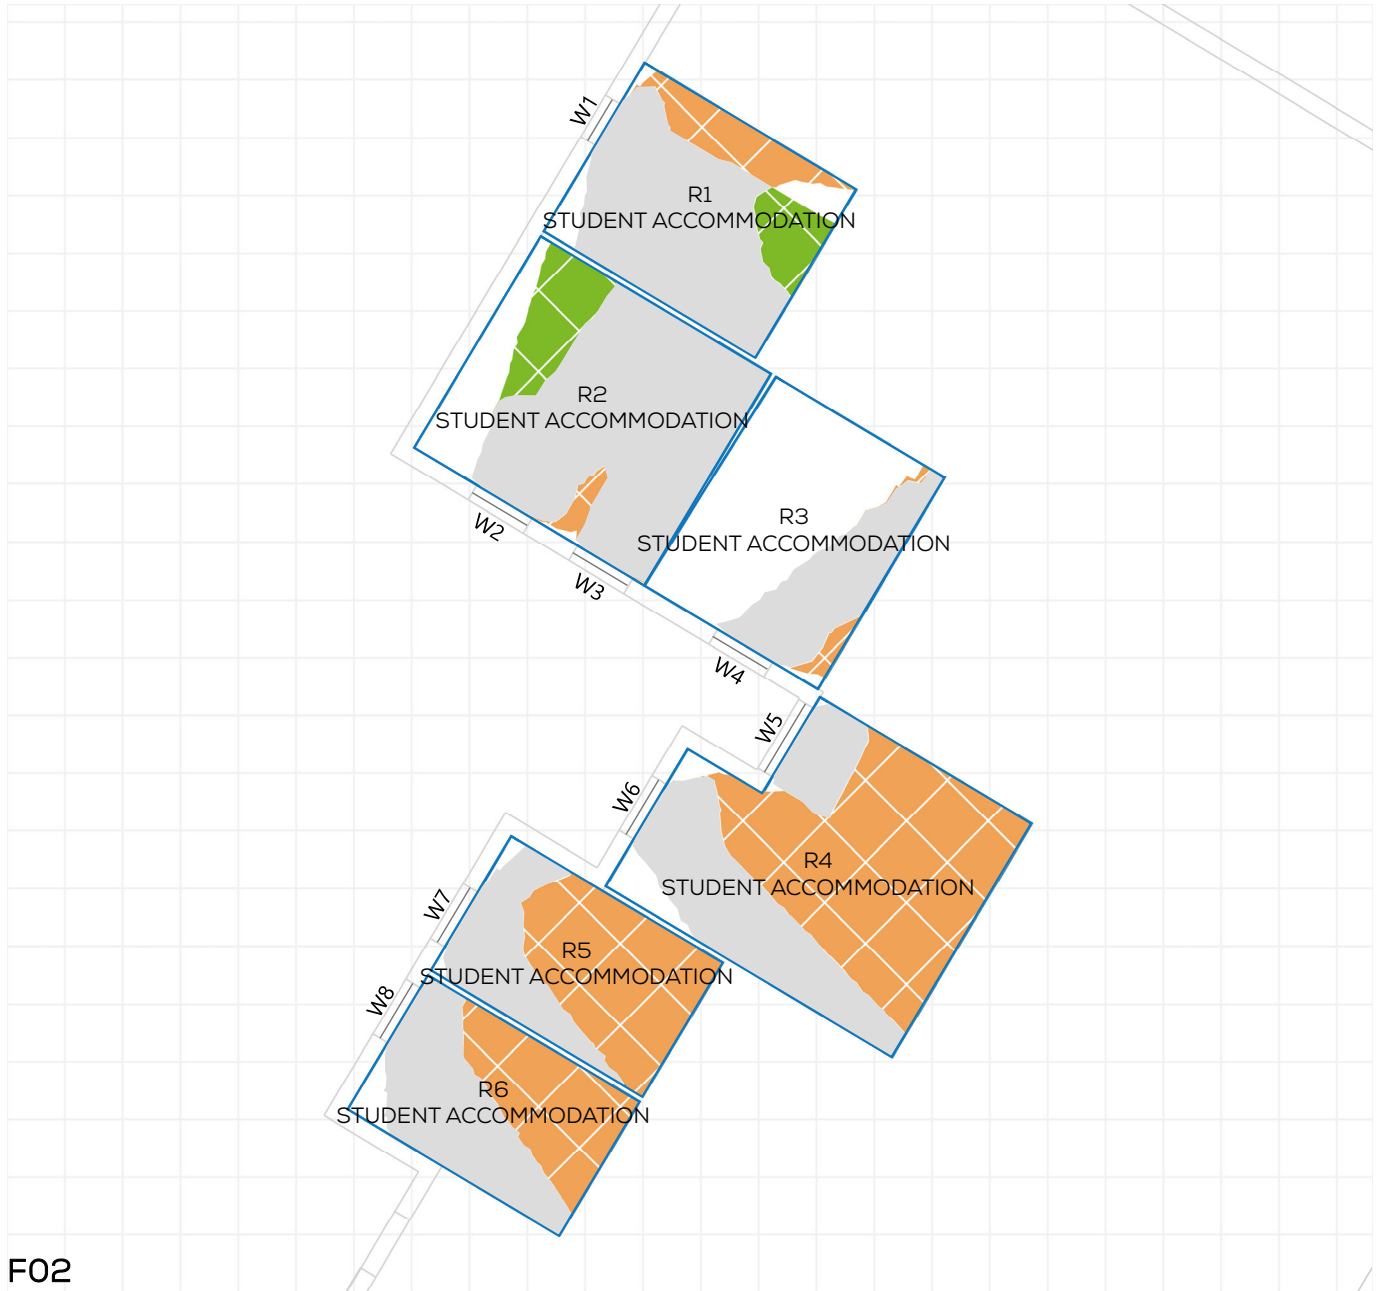 W1
R1
STUDENT ACCOMMODATION
R2
STUDENT ACCOMMODATION
W2
W3
R3
STUDENT ACCOMMODATION
W4
W5
W6
R4
STUDENT ACCOMMODATION
W7
R5
STUDENT ACCOMMODATION
W8
R6
STUDENT ACCOMMODATION
F02